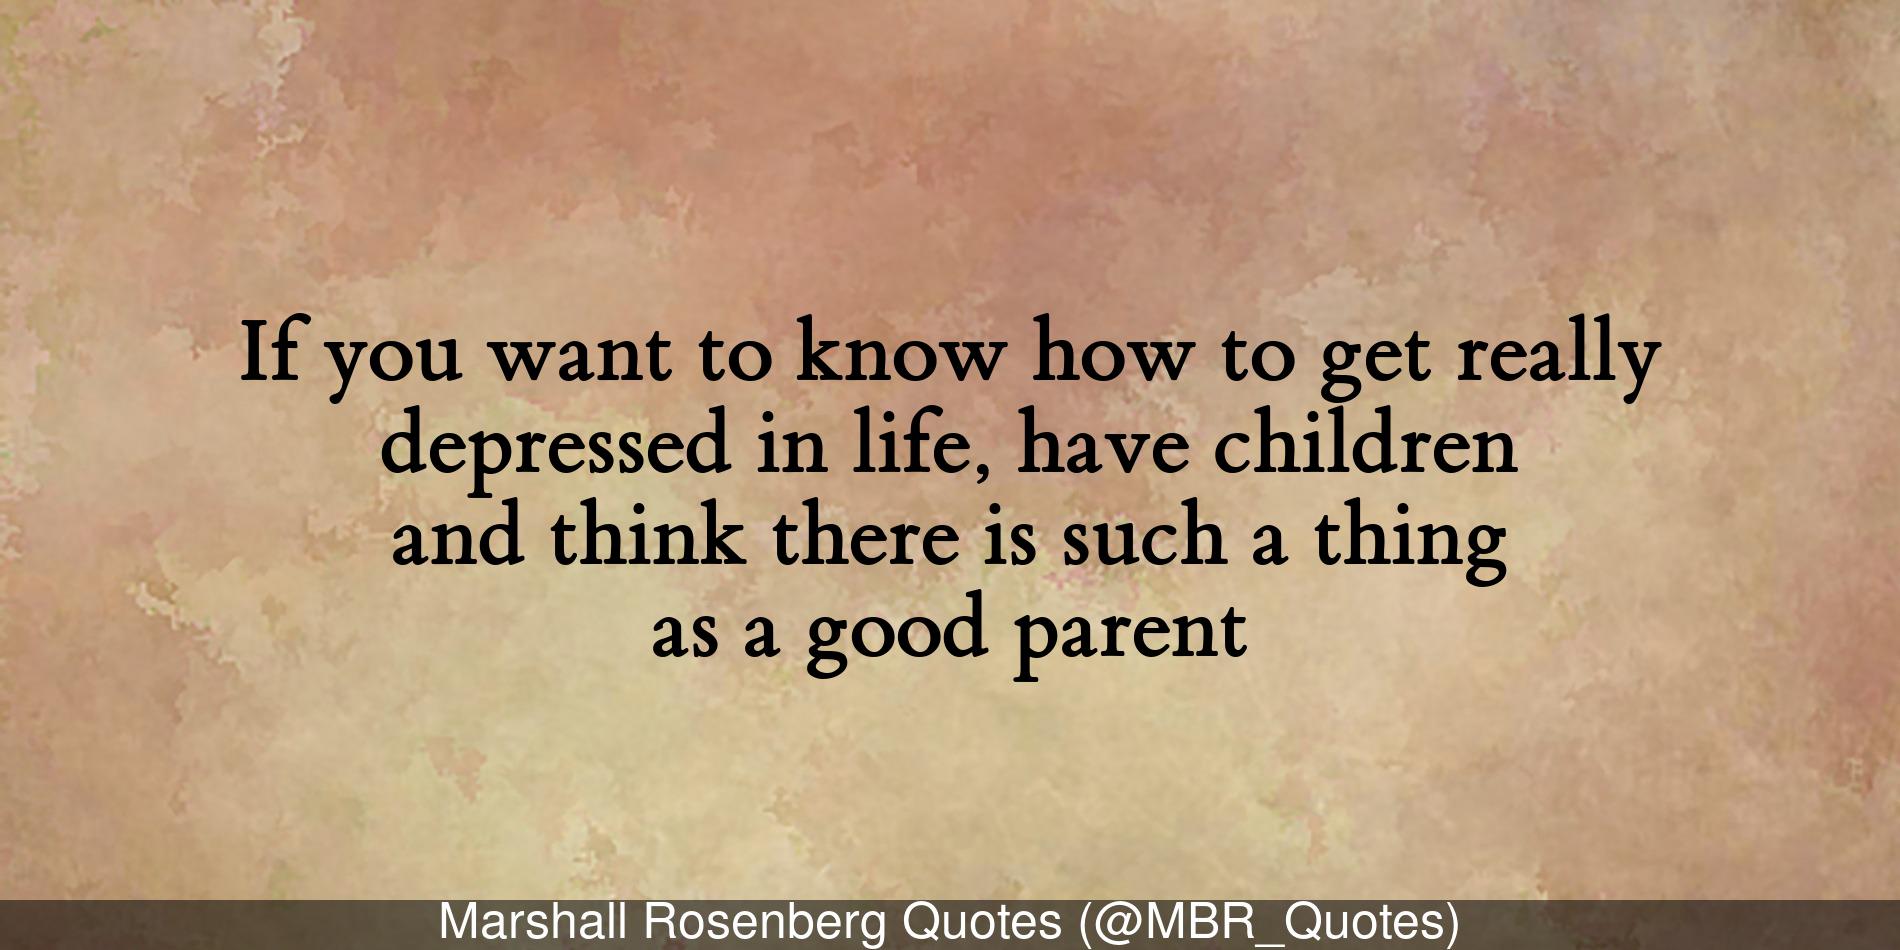 If you want to know how to get really
depressed in life, have children
and think there is such a thing
as a good parent
Marshall Rosenberg Quotes (@MBR_Quotes)